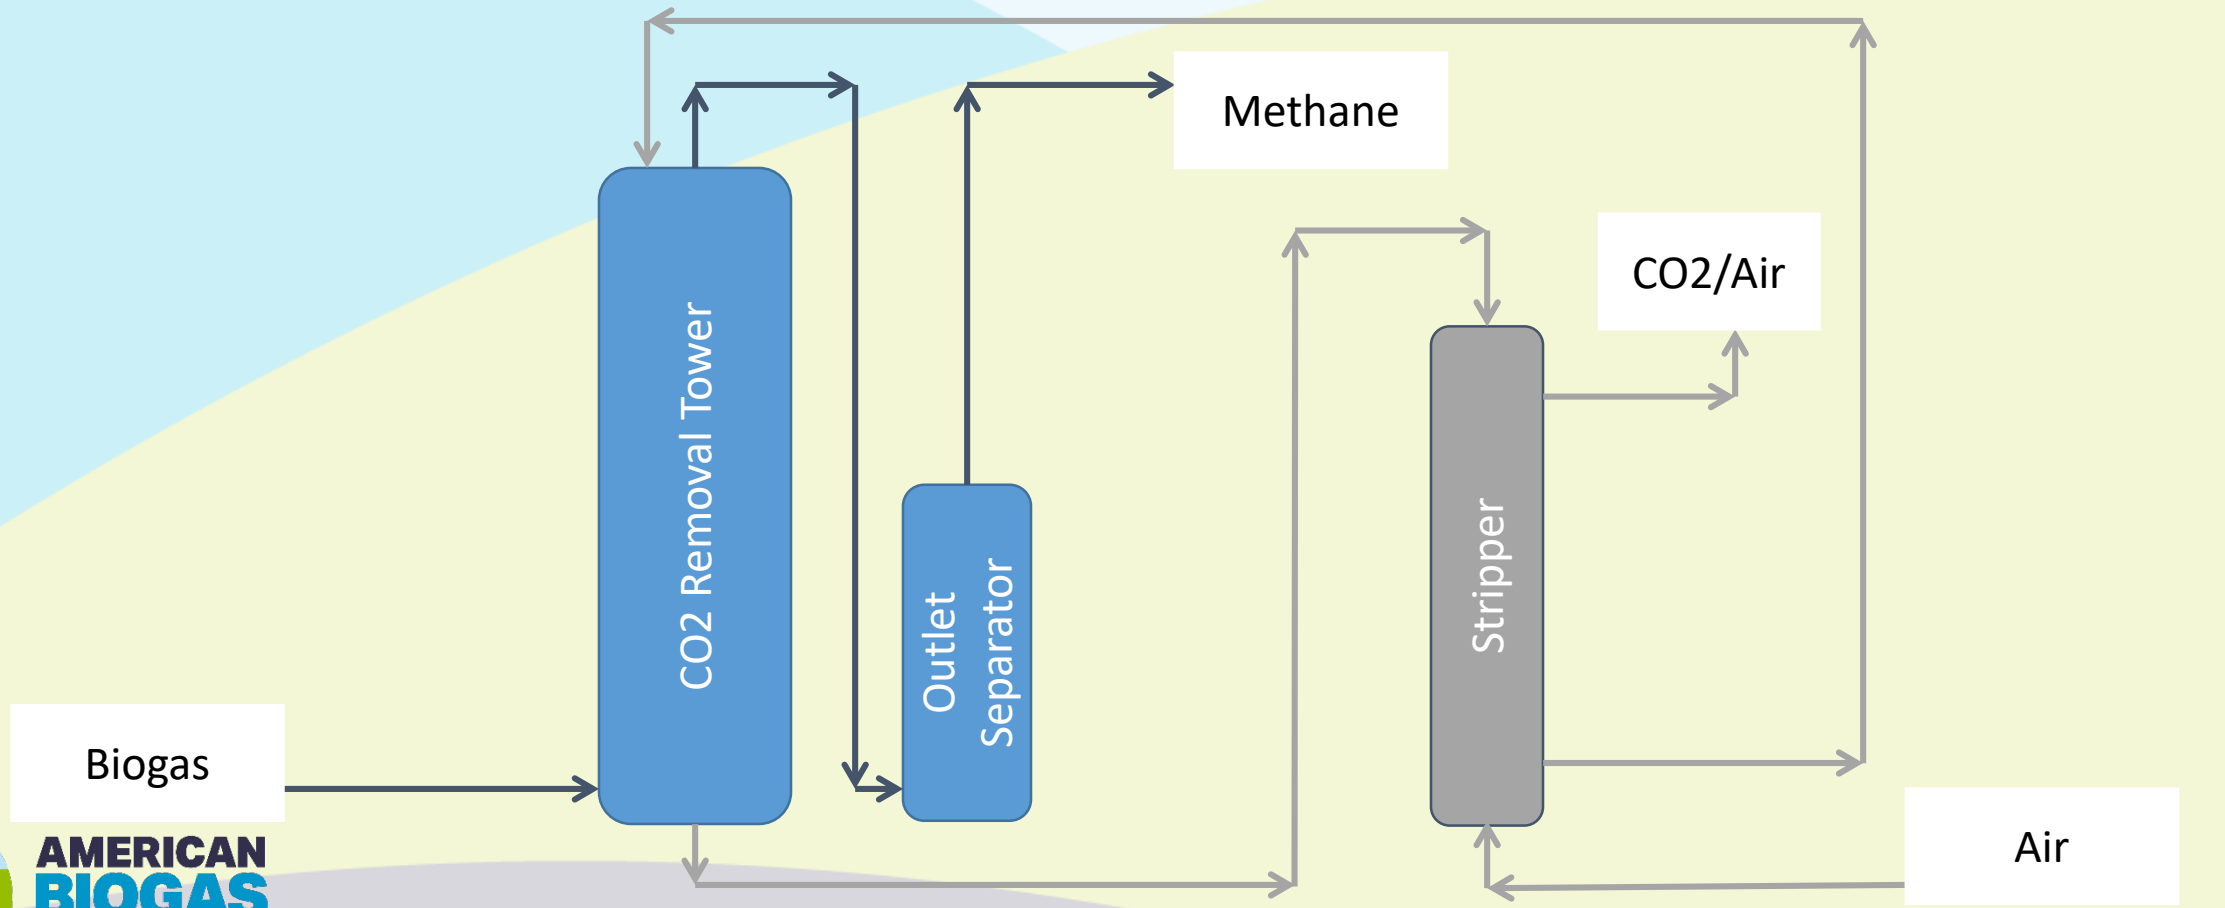 Methane
CO2/Air
CO2 Removal Tower
Outlet
Separator
Stripper
Biogas
Air
AMERICAN
BIOGAS